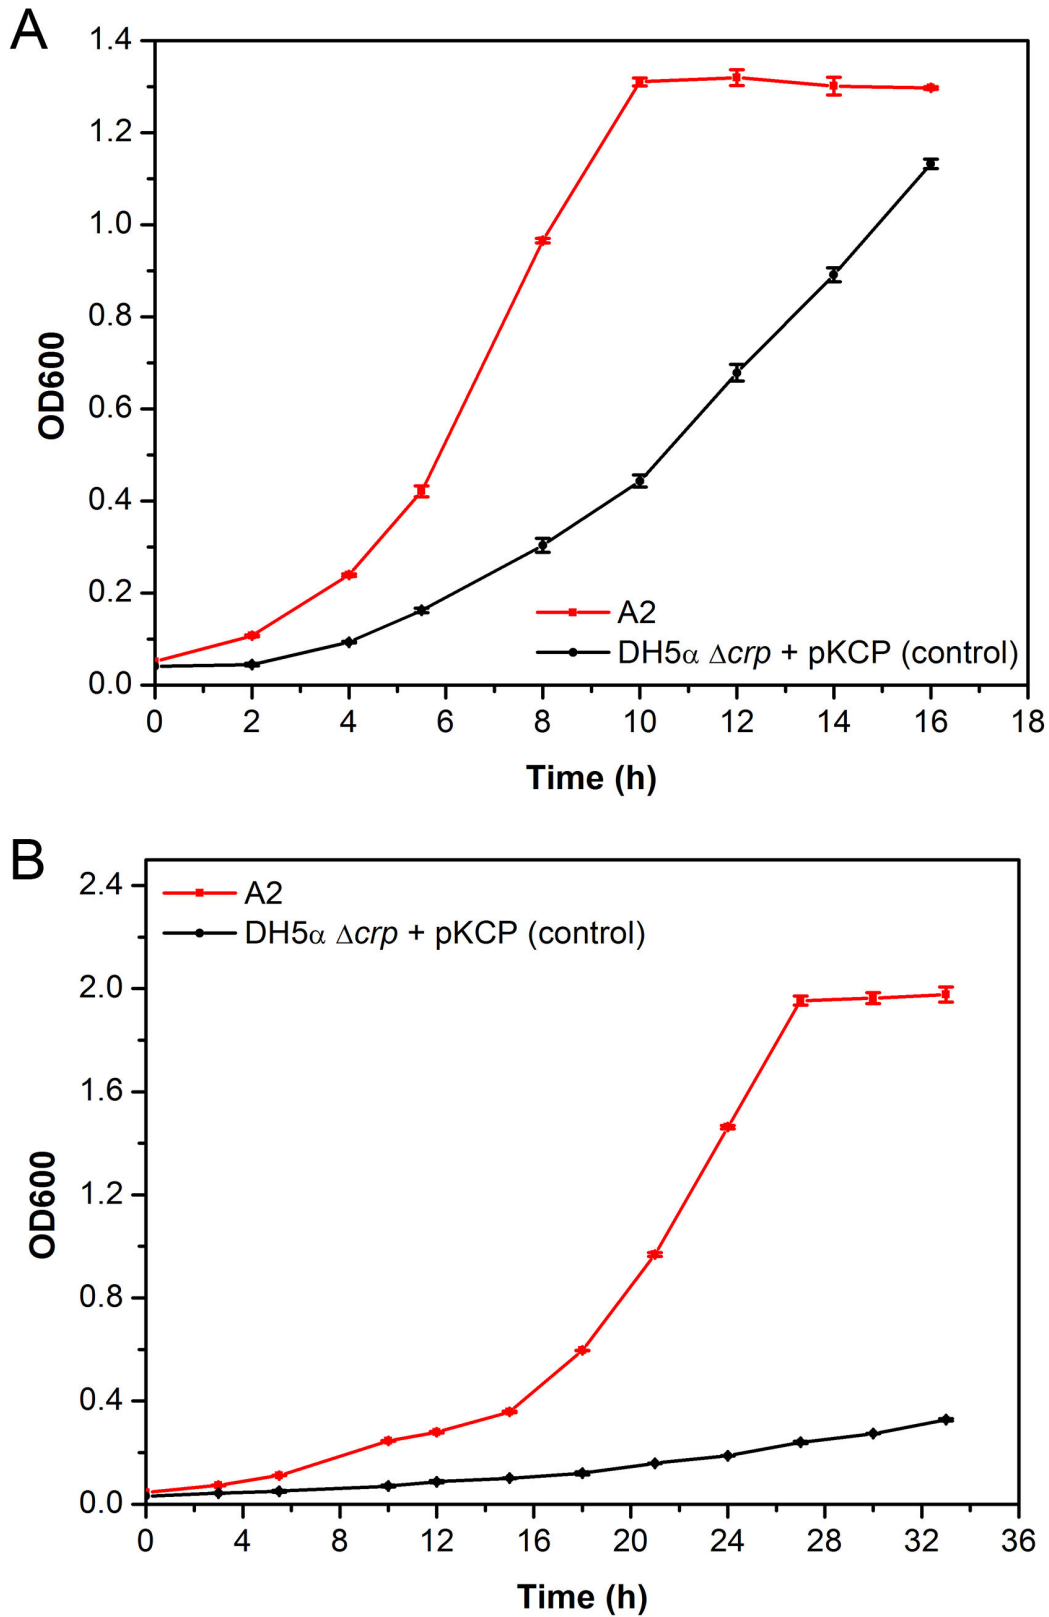 A
1.4
1.2
1.0
0.8
0.6
0.4
0.2
0.0
OD600
A2
DH5α Δcrp + pKCP (control)
0 2 4 6 8 10 12 14 16 18
Time (h)
B
2.4
2.0
1.6
1.2
0.8
0.4
0.0
OD600
A2
DH5α Δcrp + pKCP (control)
0 4 8 12 16 20 24 28 32 36
Time (h)